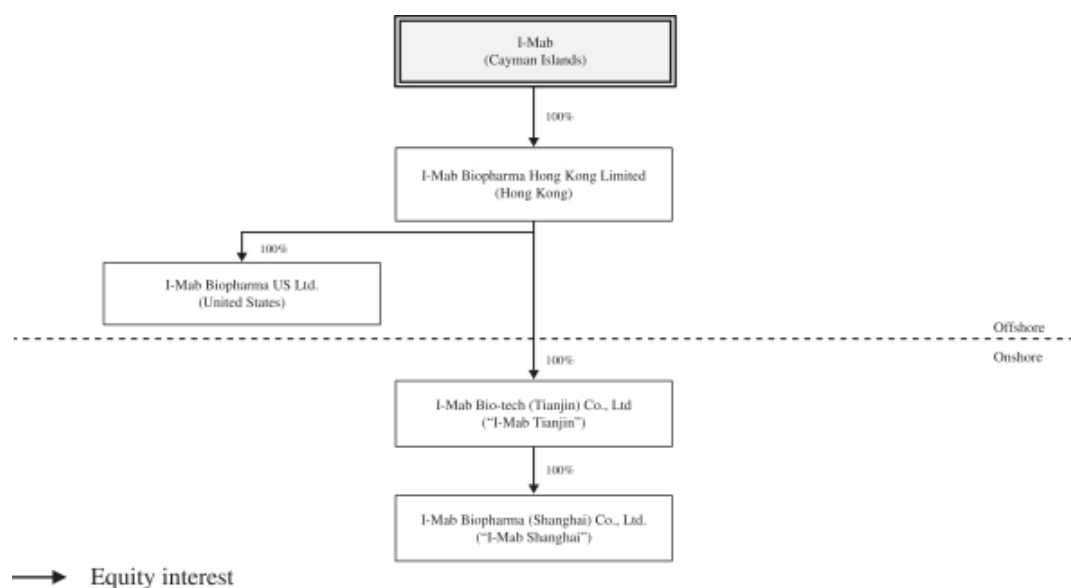 I-Mab
(Cayman Islands)
100%
I-Mab Biopharma Hong Kong Limited
(Hong Kong)
100%
I-Mab Biopharma US Ltd.
(United States)
Offshore
Onshore
100%
I-Mab Bio-tech (Tianjin) Co., Ltd
(“I-Mab Tianjin”)
100%
I-Mab Biopharma (Shanghai) Co., Ltd.
(“I-Mab Shanghai”)
Equity interest